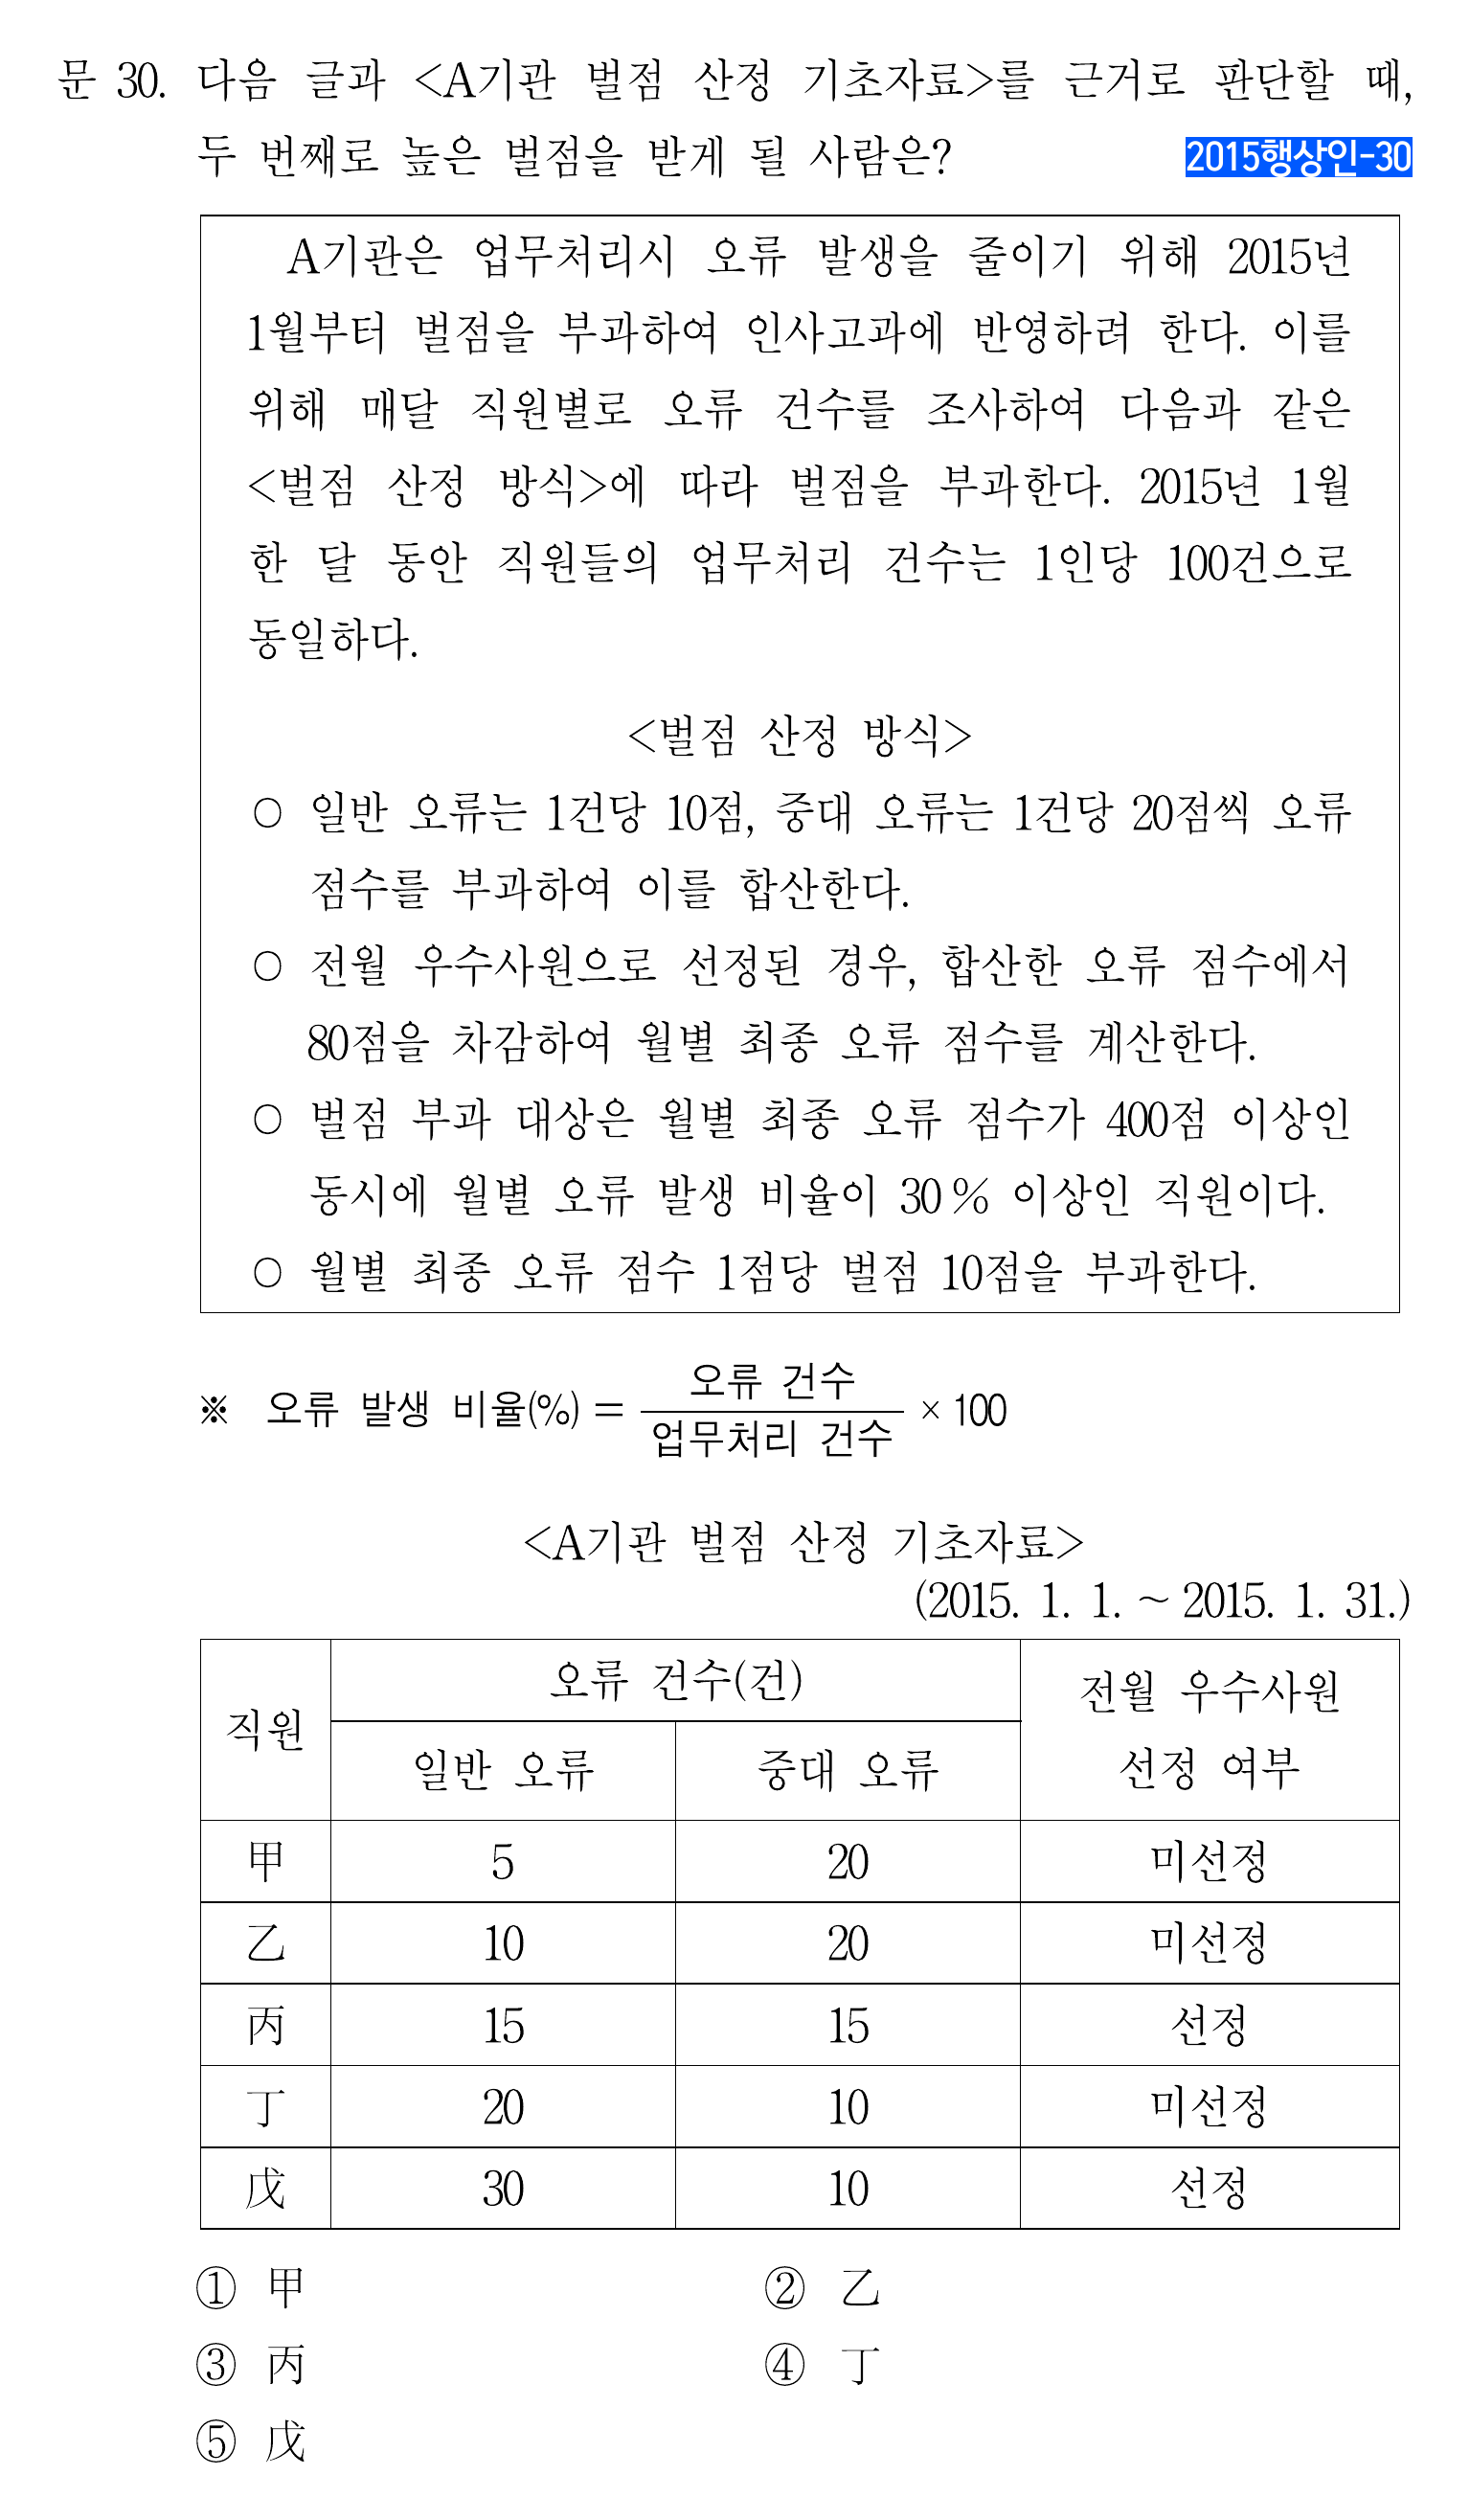 문 30. 다음 글과 <A기관 벌점 산정 기초자료>를 근거로 판단할 때,
두 번째로 높은 벌점을 받게 될 사람은? 2015행상인-30
A기관은 업무처리시 오류 발생을 줄이기 위해 2015년
1월부터 벌점을 부과하여 인사고과에 반영하려 한다. 이를
위해 매달 직원별로 오류 건수를 조사하여 다음과 같은
<벌점 산정 방식>에 따라 벌점을 부과한다. 2015년 1월
한 달 동안 직원들의 업무처리 건수는 1인당 100건으로
동일하다.
<벌점 산정 방식>
○ 일반 오류는 1건당 10점, 중대 오류는 1건당 20점씩 오류
점수를 부과하여 이를 합산한다.
○ 전월 우수사원으로 선정된 경우, 합산한 오류 점수에서
80점을 차감하여 월별 최종 오류 점수를 계산한다.
○ 벌점 부과 대상은 월별 최종 오류 점수가 400점 이상인
동시에 월별 오류 발생 비율이 30% 이상인 직원이다.
○ 월별 최종 오류 점수 1점당 벌점 10점을 부과한다.
오류 건수
※ 오류 발생 비율(%) = × 100
업무처리 건수
<A기관 벌점 산정 기초자료>
(2015. 1. 1. ~ 2015. 1. 31.)
직원 오류 건수(건) 전월 우수사원
일반 오류 중대 오류 선정 여부
甲 5 20 미선정
乙 10 20 미선정
丙 15 15 선정
丁 20 10 미선정
戊 30 10 선정
① 甲 ② 乙
③ 丙 ④ 丁
⑤ 戊